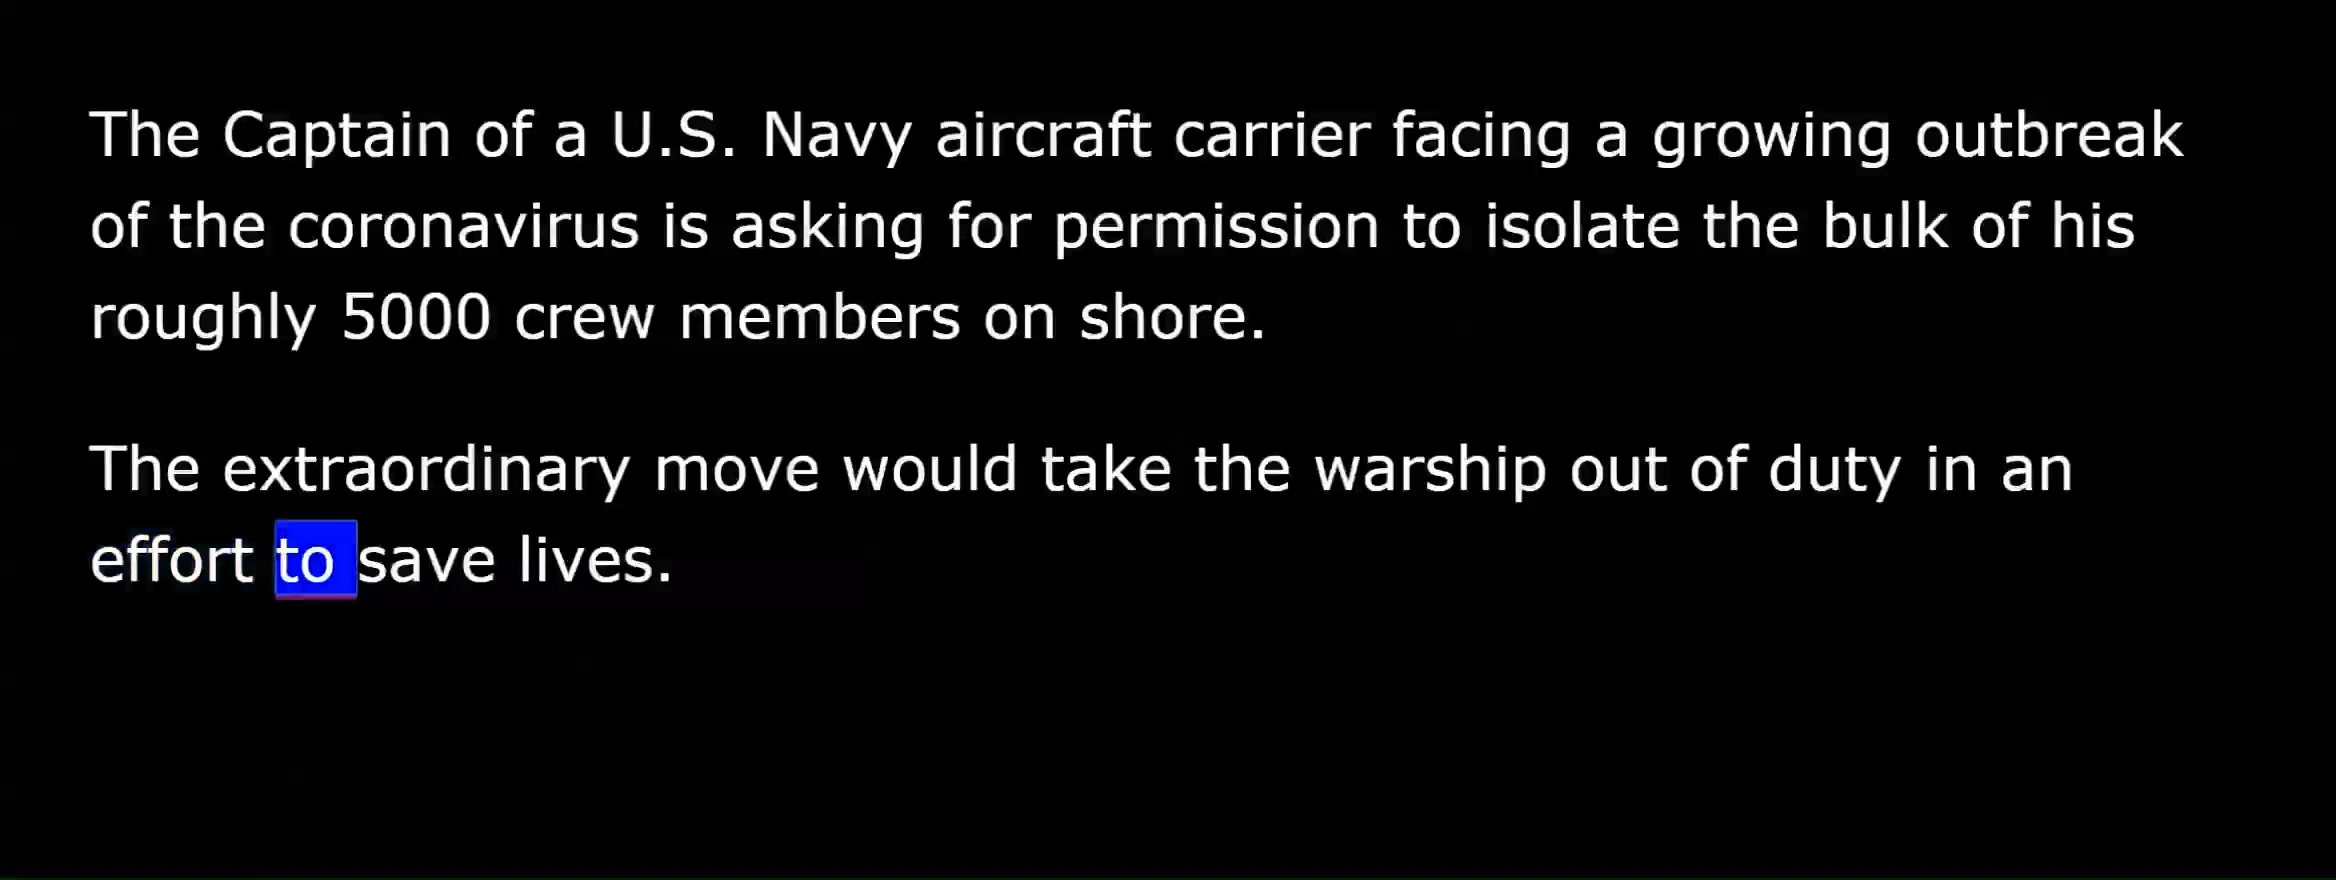 The Captain of a U.S. Navy aircraft carrier facing a growing outbreak
of the coronavirus is asking for permission to isolate the bulk of his
roughly 5000 crew members on shore.
The extraordinary move would take the warship out of duty in an
effort to save lives.